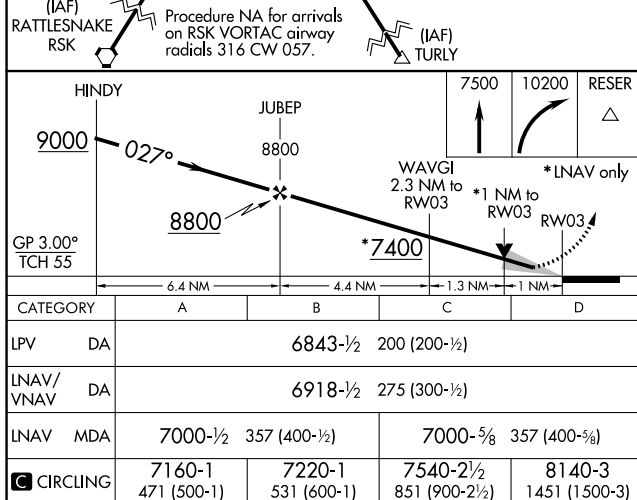 (IAF)
RATTLESNAKE
RSK
Procedure NA for arrivals
on RSK VORTAC airway
radials 316 CW 057.
(IAF)
TURLY
HINDY
JUBEP
8800
7500
10200
RESER
9000
027°
8800
WAVGI
2.3 NM to
RW03
*LNAV only
*1 NM to
RW03
RW03
*7400
GP 3.00°
TCH 55
6.4 NM
4.4 NM
1.3 NM
1 NM
CATEGORY A B C D
LPV DA 6843-½ 200 (200-½)
LNAV/
VNAV DA 6918-½ 275 (300-½)
LNAV MDA 7000-½ 357 (400-½) 7000-⅝ 357 (400-⅝)
C CIRCLING 7160-1 7220-1 7540-2½ 8140-3
471 (500-1) 531 (600-1) 851 (900-2½) 1451 (1500-3)